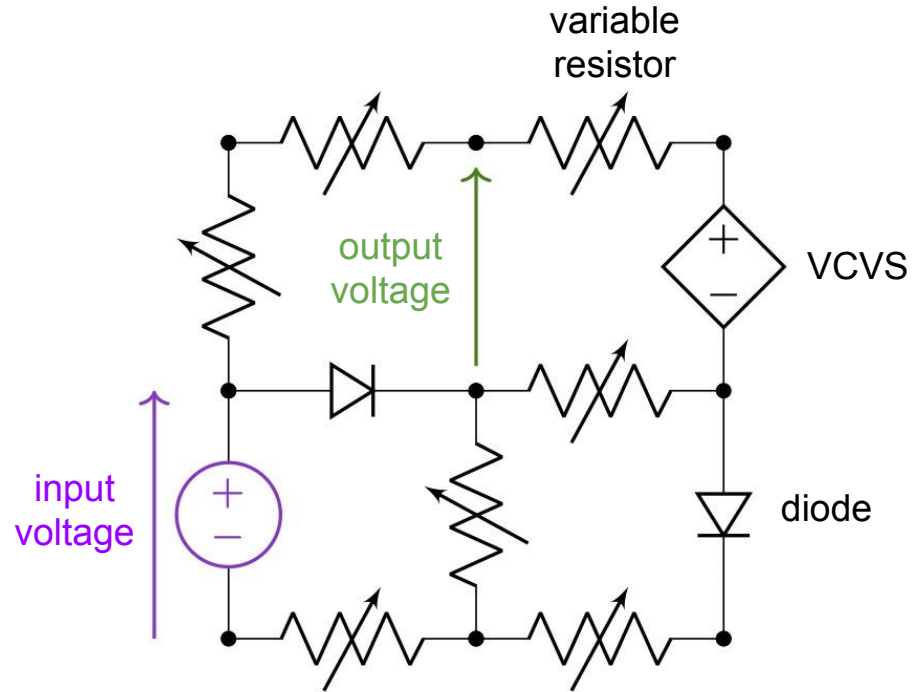 variable
resistor
output
voltage
VCVS
input
voltage
diode
+
−
+
−